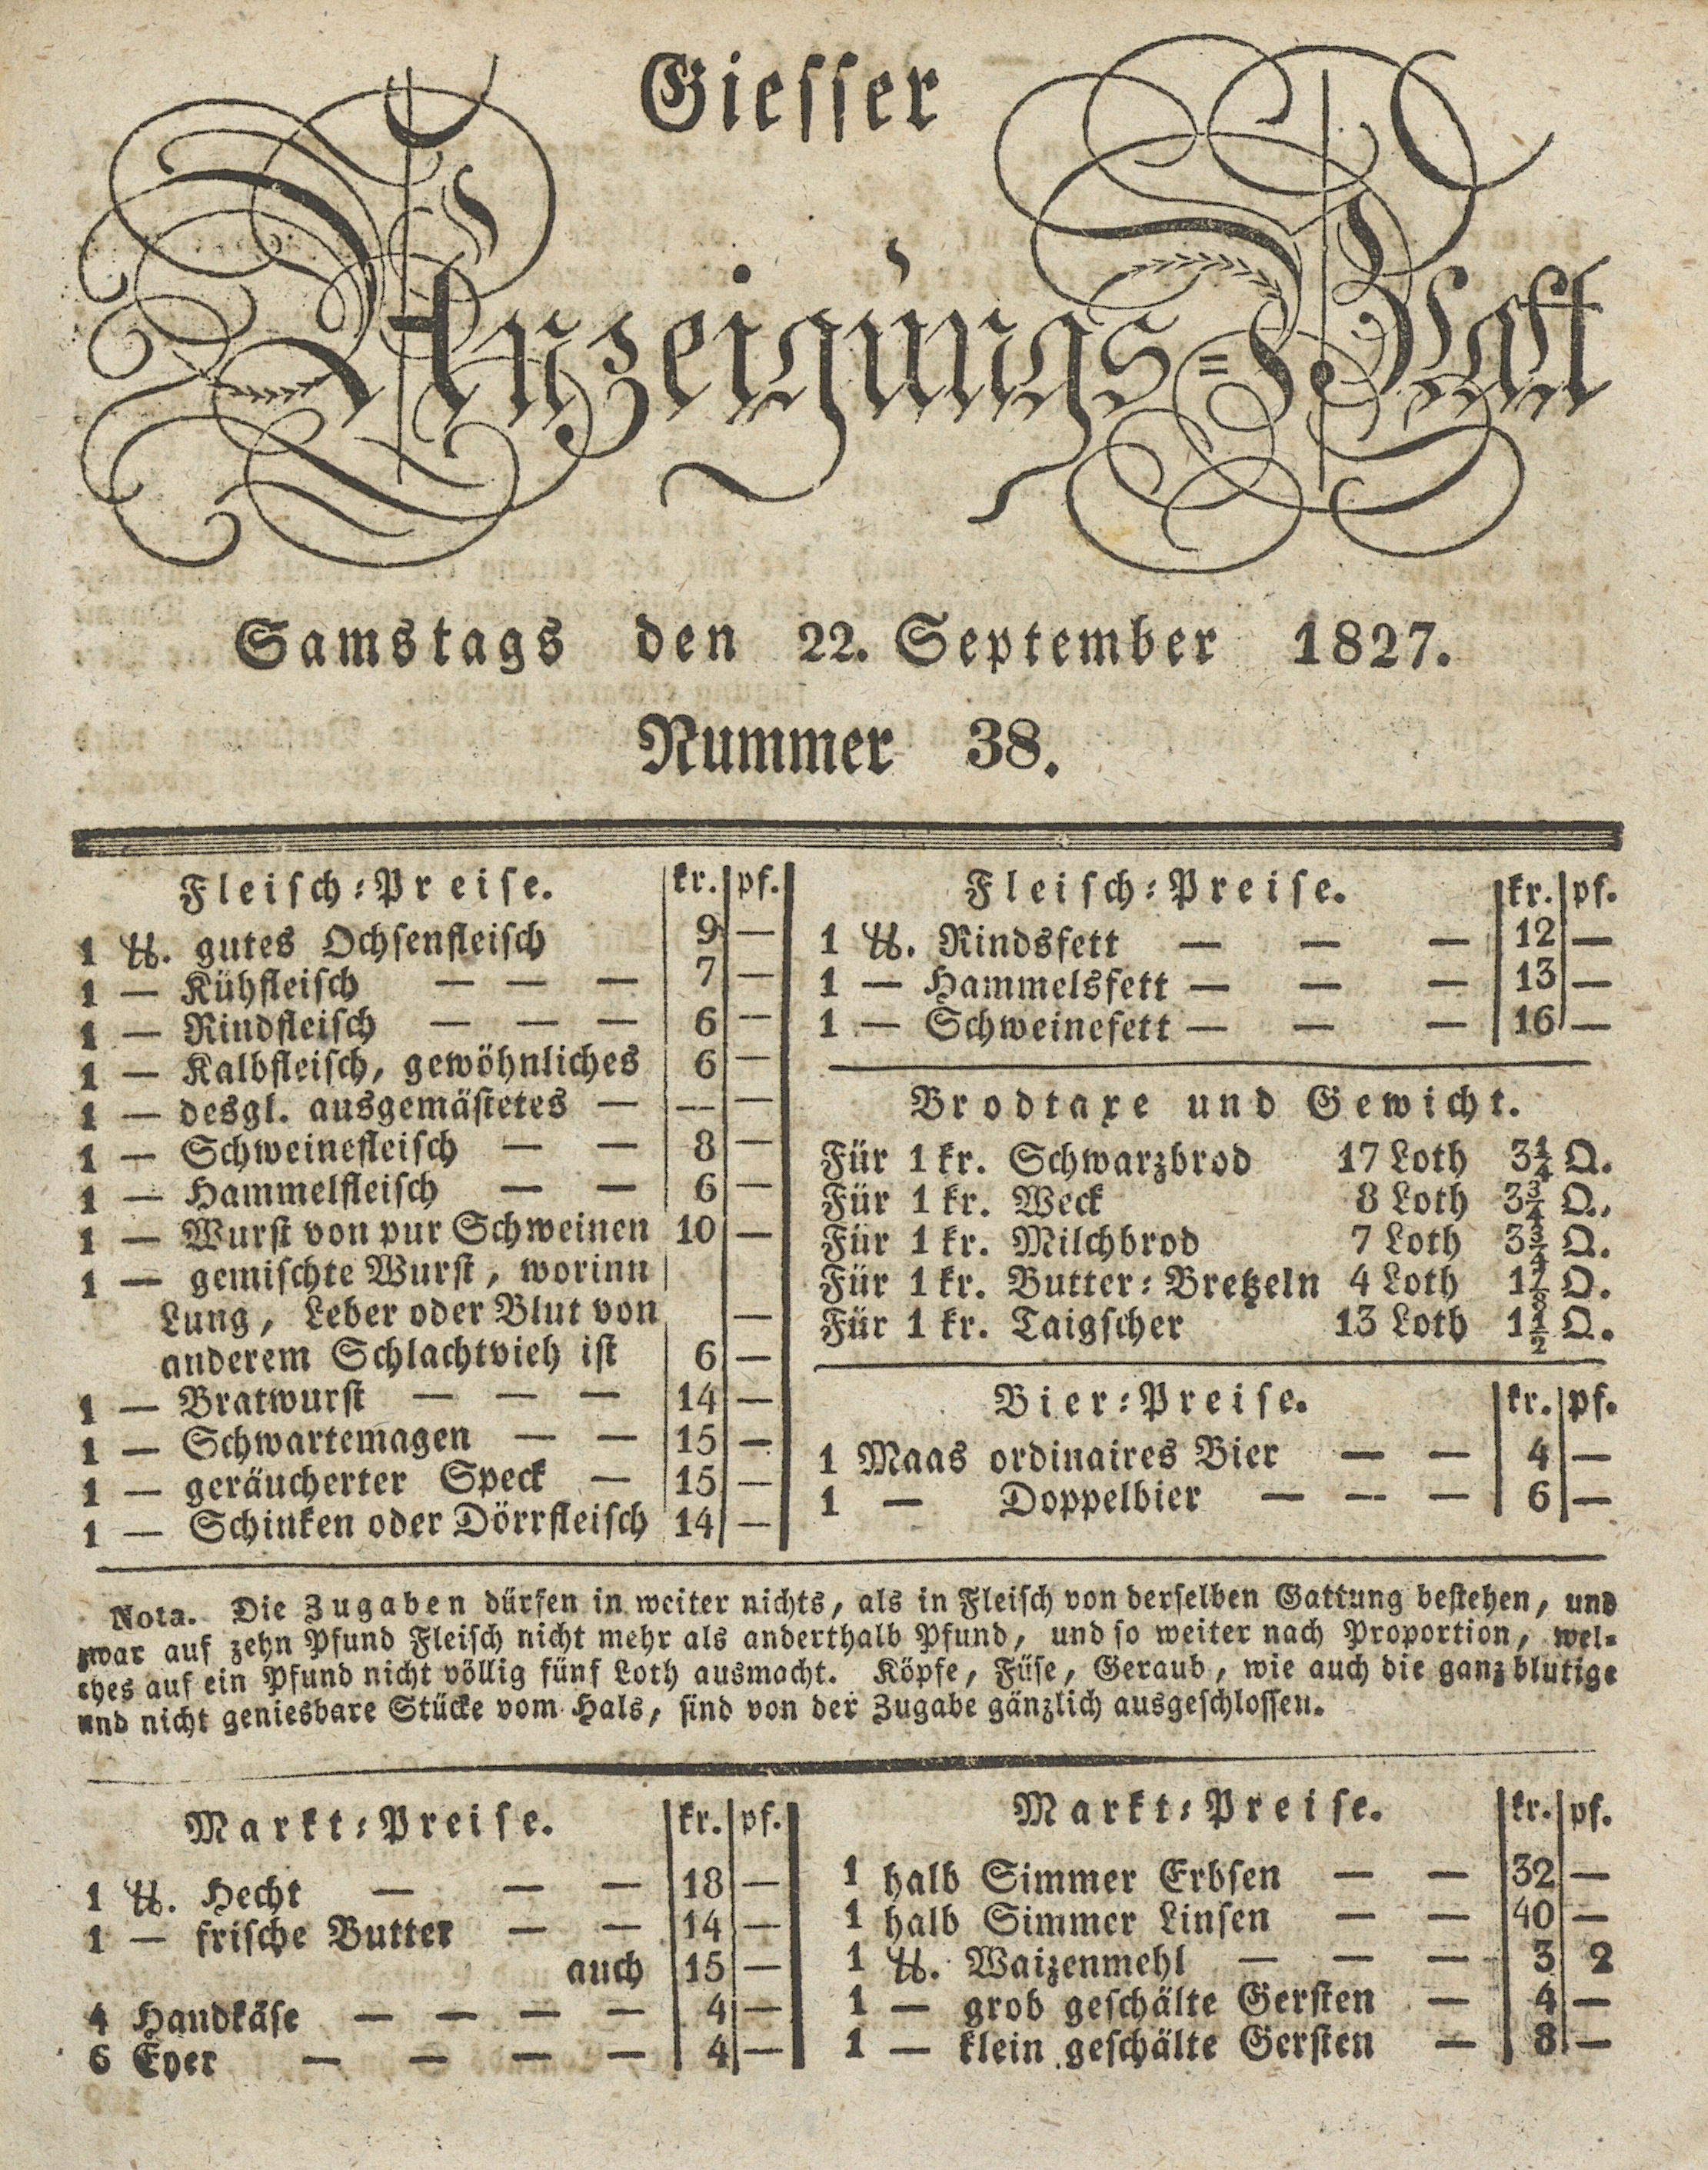 Giesser
Anzeigungs=Blatt
Samstags den 22. September 1827.
Nummer 38.
Fleisch=Preise. kr. pf.
1 ℔. gutes Ochsenfleisch 9 —
1 — Kühfleisch — — — 7 —
1 — Rindfleisch — — — 6 —
1 — Kalbfleisch, gewöhnliches 6 —
1 — desgl. ausgemästetes — — —
1 — Schweinefleisch — — 8 —
1 — Hammelfleisch — — 6 —
1 — Wurst von pur Schweinen 10 —
1 — gemischte Wurst, worinn
Lung, Leber oder Blut von —
anderem Schlachtvieh ist 6 —
1 — Bratwurst — — — 14 —
1 — Schwartemagen — — 15 —
1 — geräucherter Speck — 15 —
1 — Schinken oder Dörrfleisch 14 —
Fleisch=Preise. kr. pf.
1 ℔. Rindsfett — — — 12 —
1 — Hammelsfett — — — 13 —
1 — Schweinefett — — — 16 —
Brodtaxe und Gewicht.
Für 1 kr. Schwarzbrod 17 Loth 3¼ Q.
Für 1 kr. Weck 8 Loth 3¾ Q.
Für 1 kr. Milchbrod 7 Loth 3¾ Q.
Für 1 kr. Butter=Bretzeln 4 Loth 1⅞ Q.
Für 1 kr. Taigscher 13 Loth 1½ Q.
Bier=Preise. kr. pf.
1 Maas ordinaires Bier — — 4 —
1 — Doppelbier — — — 6 —
Nota. Die Zugaben dürfen in weiter nichts, als in Fleisch von derselben Gattung bestehen, und
zwar auf zehn Pfund Fleisch nicht mehr als anderthalb Pfund, und so weiter nach Proportion, wel=
ches auf ein Pfund nicht völlig fünf Loth ausmacht. Köpfe, Füse, Geraub, wie auch die ganz blutige
und nicht geniesbare Stücke vom Hals, sind von der Zugabe gänzlich ausgeschlossen.
Markt=Preise. kr. pf.
1 ℔. Hecht — — — 18 —
1 — frische Butter — — 14 —
auch 15 —
4 Handkäse — — — — 4 —
6 Eyer — — — — 4 —
Markt=Preise. kr. pf.
1 halb Simmer Erbsen — — 32 —
1 halb Simmer Linsen — — 40 —
1 ℔. Waizenmehl — — — 3 2
1 — grob geschälte Gersten — 4 —
1 — klein geschälte Gersten — 8 —